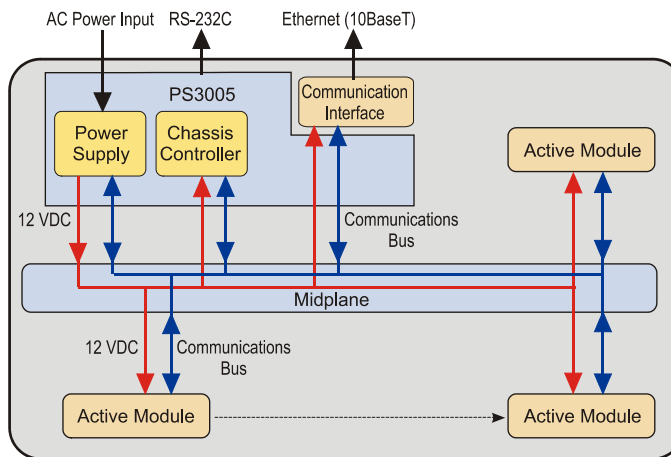 AC Power Input
RS-232C
Ethernet (10BaseT)
PS3005
Communication
Interface
Power
Supply
Chassis
Controller
Active Module
12 VDC
Communications
Bus
Midplane
12 VDC
Communications
Bus
Active Module
Active Module